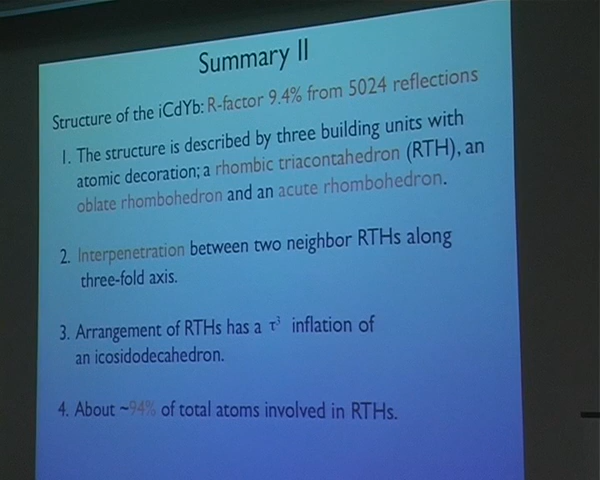 Summary II
Structure of the iCdYb: R-factor 9.4% from 5024 reflections
1. The structure is described by three building units with
atomic decoration; a rhombic triacontahedron (RTH), an
oblate rhombohedron and an acute rhombohedron.
2. Interpenetration between two neighbor RTHs along
three-fold axis.
3. Arrangement of RTHs has a τ³ inflation of
an icosidodecahedron.
4. About ~94% of total atoms involved in RTHs.